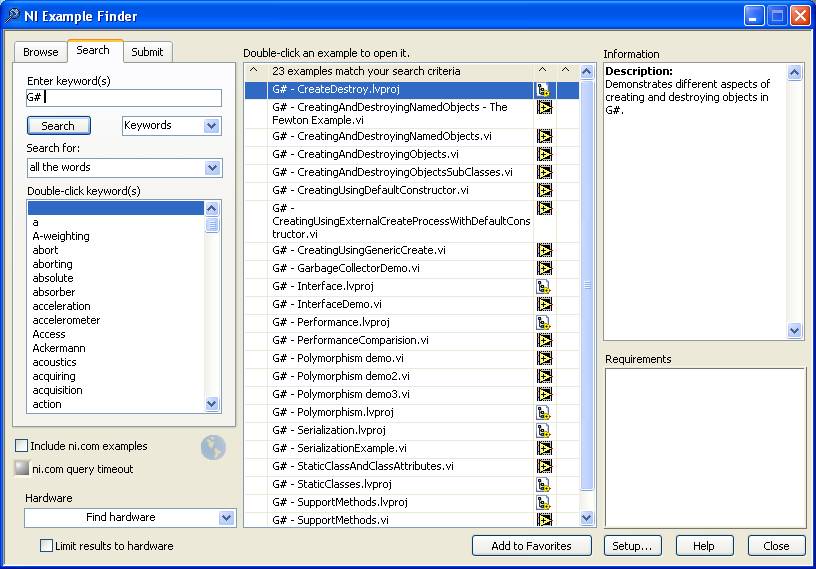 NI Example Finder
Browse
Search
Submit
Enter keyword(s)
G#
Search
Keywords
Search for:
all the words
Double-click keyword(s)
a
A-weighting
abort
aborting
absolute
absorber
acceleration
accelerometer
Access
Ackermann
acoustics
acquiring
acquisition
action
Include ni.com examples
ni.com query timeout
Hardware
Find hardware
Limit results to hardware
Double-click an example to open it.
23 examples match your search criteria
G# - CreateDestroy.lvproj
G# - CreatingAndDestroyingNamedObjects - The
Fewton Example.vi
G# - CreatingAndDestroyingNamedObjects.vi
G# - CreatingAndDestroyingObjects.vi
G# - CreatingAndDestroyingObjectsSubClasses.vi
G# - CreatingUsingDefaultConstructor.vi
G# -
CreatingUsingExternalCreateProcessWithDefaultCons
tructor.vi
G# - CreatingUsingGenericCreate.vi
G# - GarbageCollectorDemo.vi
G# - Interface.lvproj
G# - InterfaceDemo.vi
G# - Performance.lvproj
G# - PerformanceComparision.vi
G# - Polymorphism demo.vi
G# - Polymorphism demo2.vi
G# - Polymorphism demo3.vi
G# - Polymorphism.lvproj
G# - Serialization.lvproj
G# - SerializationExample.vi
G# - StaticClassAndClassAttributes.vi
G# - StaticClasses.lvproj
G# - SupportMethods.lvproj
G# - SupportMethods.vi
Information
Description:
Demonstrates different aspects of
creating and destroying objects in
G#.
Requirements
Add to Favorites
Setup...
Help
Close